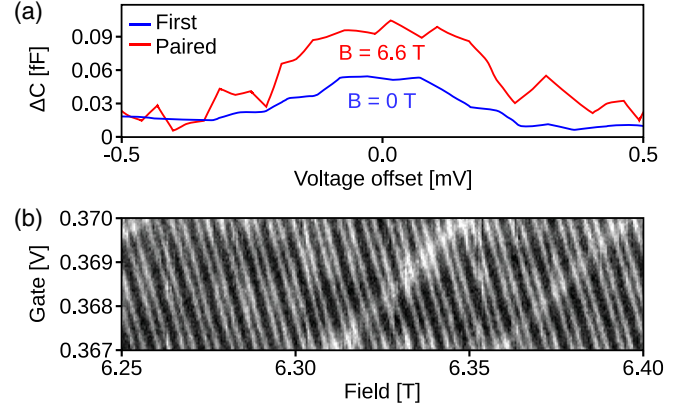 (a)
First
Paired
B = 6.6 T
B = 0 T
ΔC [fF]
0.09
0.06
0.03
0
-0.5
0.0
0.5
Voltage offset [mV]
(b)
Gate [V]
0.370
0.369
0.368
0.367
6.25
6.30
6.35
6.40
Field [T]